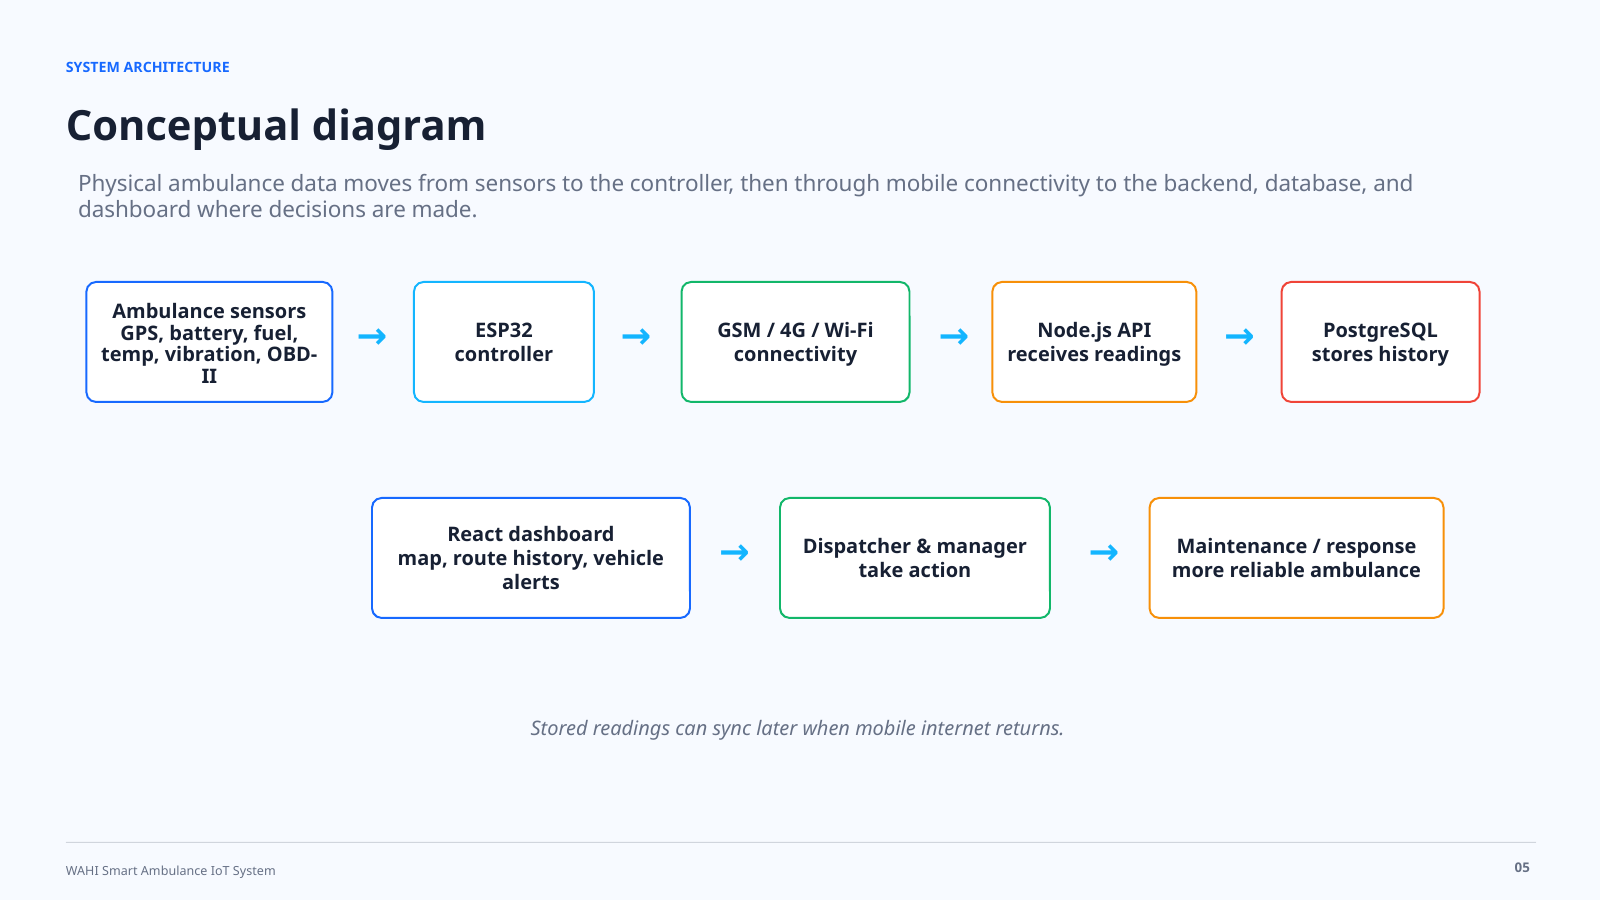 SYSTEM ARCHITECTURE
Conceptual diagram
Physical ambulance data moves from sensors to the controller, then through mobile connectivity to the backend, database, and
dashboard where decisions are made.
Ambulance sensors
GPS, battery, fuel,
temp, vibration, OBD-
II
→
ESP32
controller
→
GSM / 4G / Wi-Fi
connectivity
→
Node.js API
receives readings
→
PostgreSQL
stores history
React dashboard
map, route history, vehicle
alerts
→
Dispatcher & manager
take action
→
Maintenance / response
more reliable ambulance
Stored readings can sync later when mobile internet returns.
WAHI Smart Ambulance IoT System
05